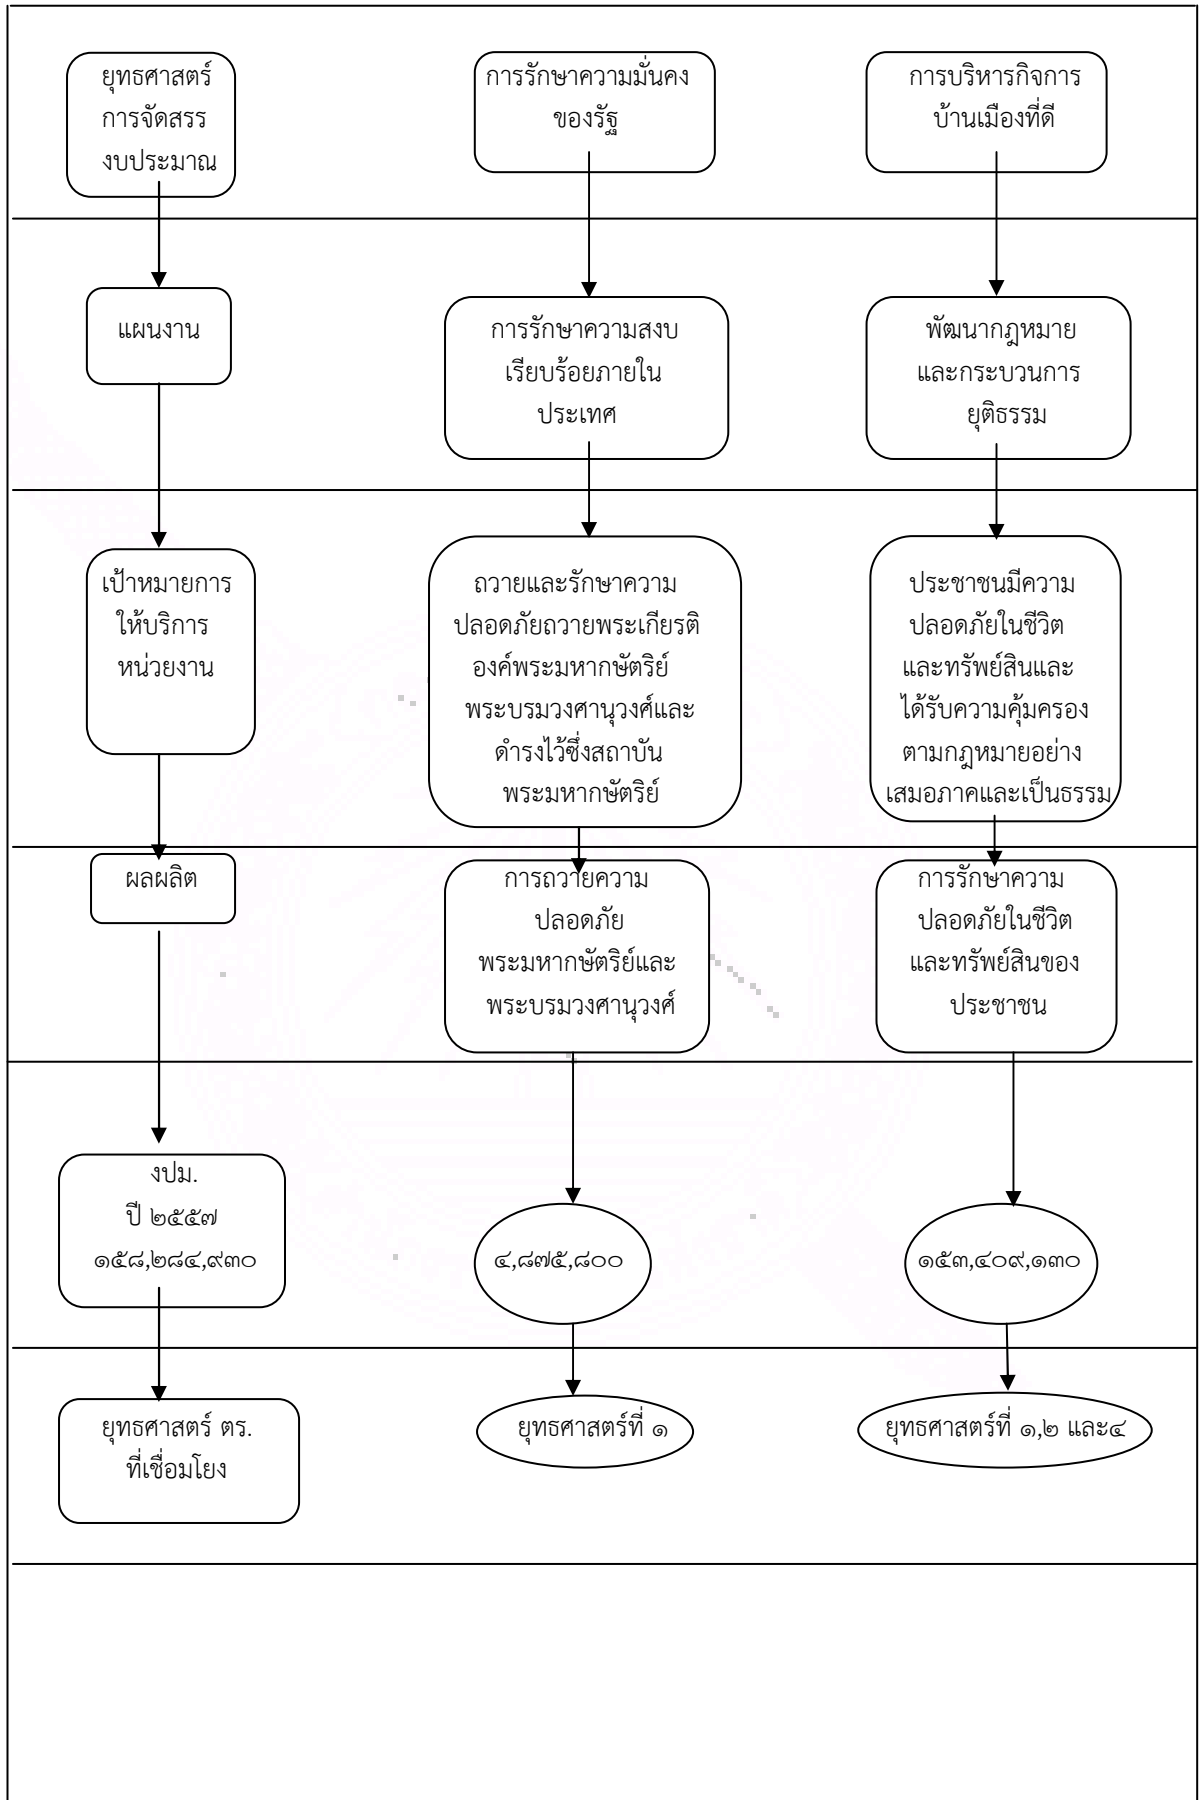 ยุทธศาสตร์
การจัดสรร
งบประมาณ
การรักษาความมั่นคง
ของรัฐ
การบริหารกิจการ
บ้านเมืองที่ดี
แผนงาน
การรักษาความสงบ
เรียบร้อยภายใน
ประเทศ
พัฒนากฎหมาย
และกระบวนการ
ยุติธรรม
เป้าหมายการ
ให้บริการ
หน่วยงาน
ถวายและรักษาความ
ปลอดภัยถวายพระเกียรติ
องค์พระมหากษัตริย์
พระบรมวงศานุวงศ์และ
ดำรงไว้ซึ่งสถาบัน
พระมหากษัตริย์
ประชาชนมีความ
ปลอดภัยในชีวิต
และทรัพย์สินและ
ได้รับความคุ้มครอง
ตามกฎหมายอย่าง
เสมอภาคและเป็นธรรม
ผลผลิต
การถวายความ
ปลอดภัย
พระมหากษัตริย์และ
พระบรมวงศานุวงศ์
การรักษาความ
ปลอดภัยในชีวิต
และทรัพย์สินของ
ประชาชน
งปม.
ปี ๒๕๕๗
๑๕๘,๒๘๔,๙๓๐
๔,๘๗๕,๘๐๐
๑๕๓,๔๐๙,๑๓๐
ยุทธศาสตร์ ตร.
ที่เชื่อมโยง
ยุทธศาสตร์ที่ ๑
ยุทธศาสตร์ที่ ๑,๒ และ๔